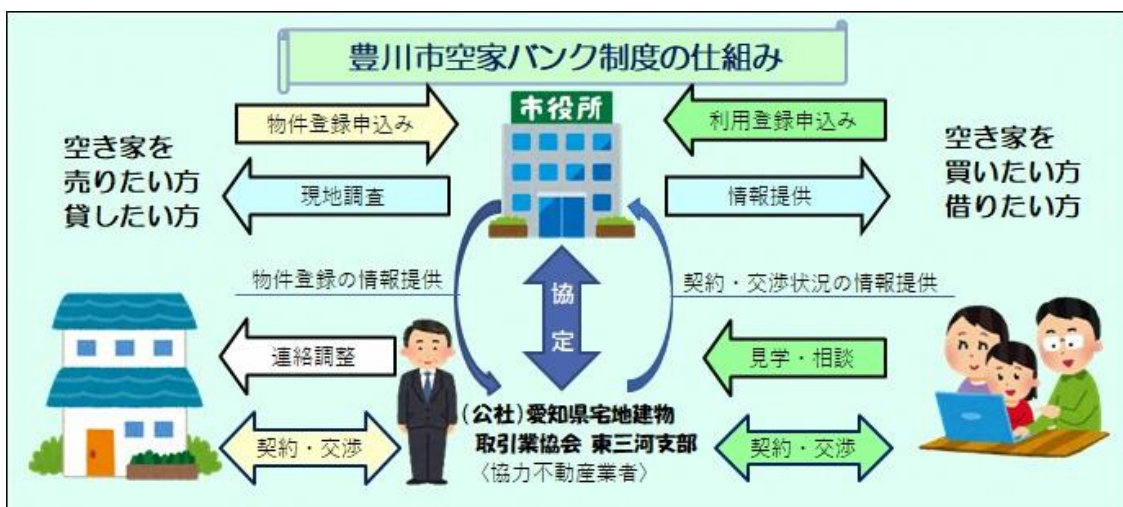 豊川市空家バンク制度の仕組み
市役所
物件登録申込み
利用登録申込み
空き家を
売りたい方
貸したい方
現地調査
情報提供
空き家を
買いたい方
借りたい方
物件登録の情報提供
契約・交渉状況の情報提供
協定
連絡調整
見学・相談
(公社)愛知県宅地建物
取引業協会 東三河支部
〈協力不動産業者〉
契約・交渉
契約・交渉